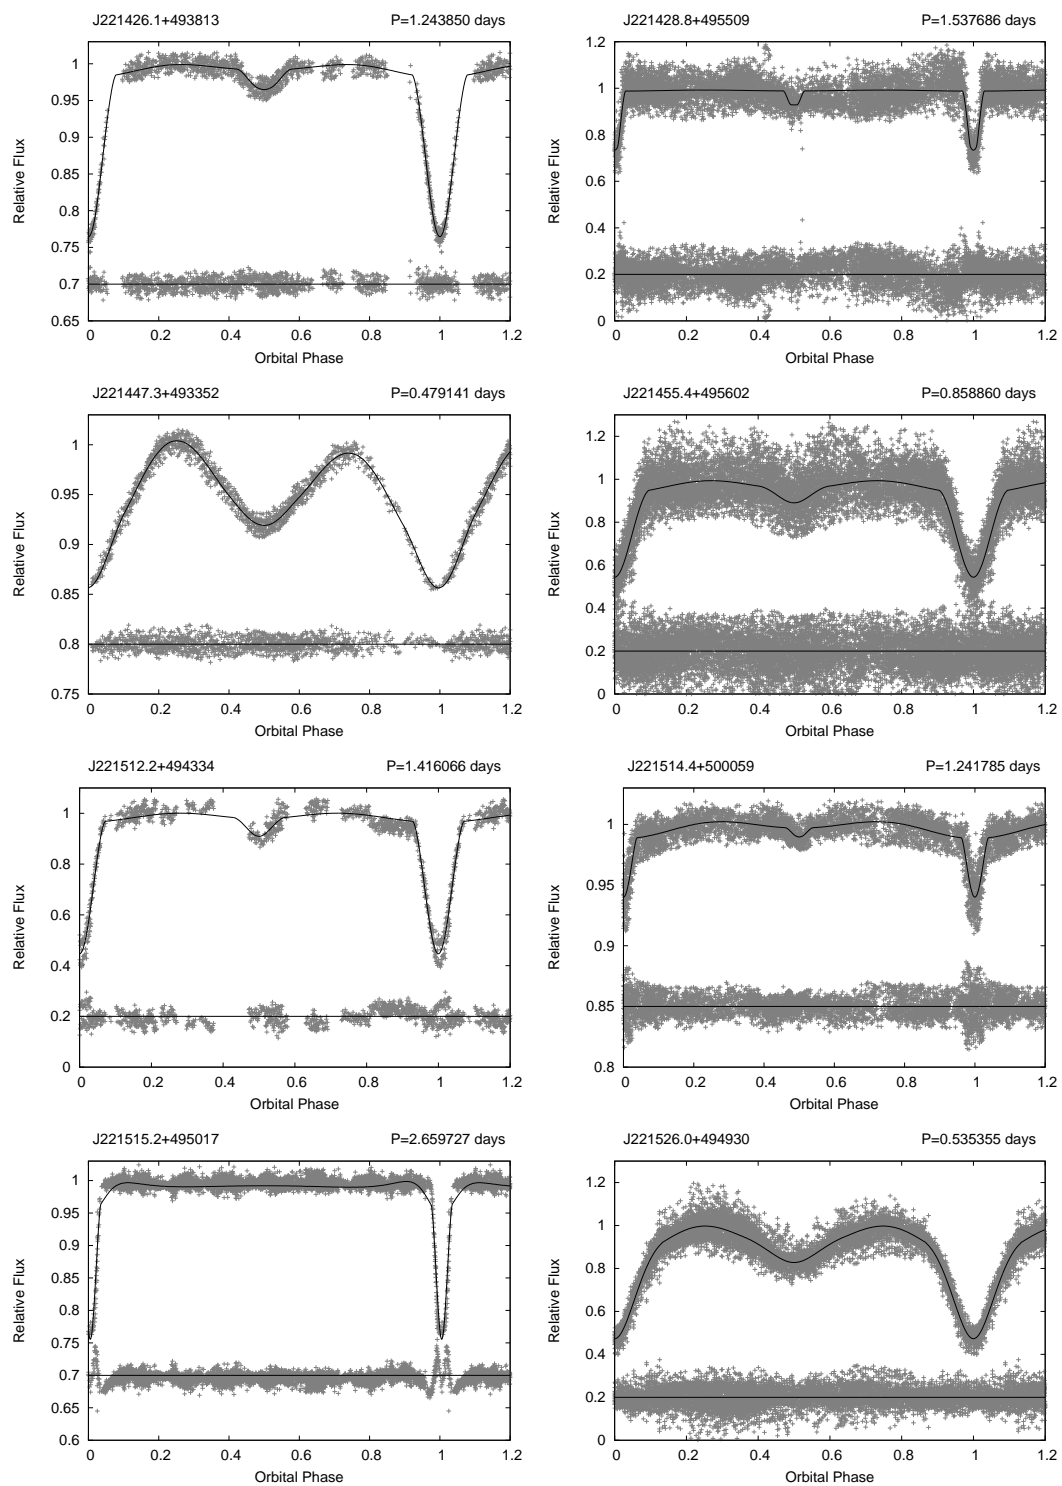 J221426.1+493813 P=1.243850 days
1
0.95
0.9
0.85
0.8
0.75
0.7
0.65
Relative Flux
0 0.2 0.4 0.6 0.8 1 1.2
Orbital Phase
J221428.8+495509 P=1.537686 days
1.2
1
0.8
0.6
0.4
0.2
0
Relative Flux
0 0.2 0.4 0.6 0.8 1 1.2
Orbital Phase
J221447.3+493352 P=0.479141 days
1
0.95
0.9
0.85
0.8
0.75
Relative Flux
0 0.2 0.4 0.6 0.8 1 1.2
Orbital Phase
J221455.4+495602 P=0.858860 days
1.2
1
0.8
0.6
0.4
0.2
0
Relative Flux
0 0.2 0.4 0.6 0.8 1 1.2
Orbital Phase
J221512.2+494334 P=1.416066 days
1
0.8
0.6
0.4
0.2
0
Relative Flux
0 0.2 0.4 0.6 0.8 1 1.2
Orbital Phase
J221514.4+500059 P=1.241785 days
1
0.95
0.9
0.85
0.8
Relative Flux
0 0.2 0.4 0.6 0.8 1 1.2
Orbital Phase
J221515.2+495017 P=2.659727 days
1
0.95
0.9
0.85
0.8
0.75
0.7
0.65
0.6
Relative Flux
0 0.2 0.4 0.6 0.8 1 1.2
Orbital Phase
J221526.0+494930 P=0.535355 days
1.2
1
0.8
0.6
0.4
0.2
0
Relative Flux
0 0.2 0.4 0.6 0.8 1 1.2
Orbital Phase